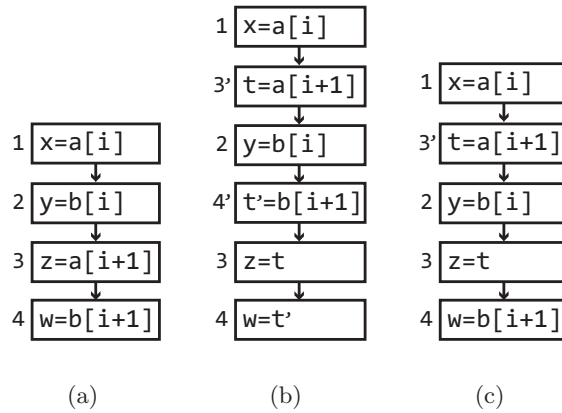 1 x=a[i]
2 y=b[i]
3 z=a[i+1]
4 w=b[i+1]
(a)
1 x=a[i]
3’ t=a[i+1]
2 y=b[i]
4’ t’=b[i+1]
3 z=t
4 w=t’
(b)
1 x=a[i]
3’ t=a[i+1]
2 y=b[i]
3 z=t
4 w=b[i+1]
(c)